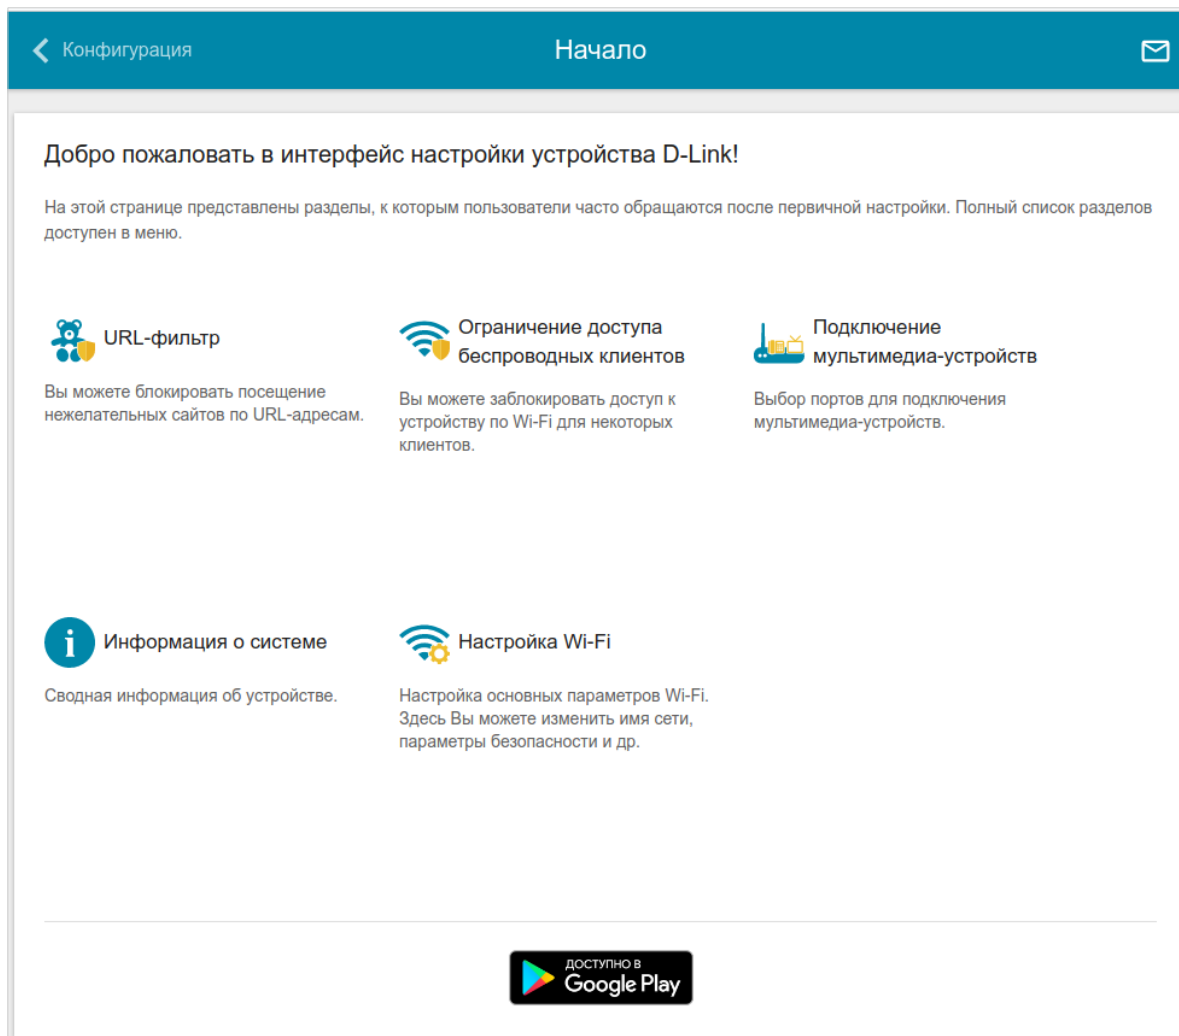 Конфигурация
Начало
Добро пожаловать в интерфейс настройки устройства D-Link!
На этой странице представлены разделы, к которым пользователи часто обращаются после первичной настройки. Полный список разделов
доступен в меню.
URL-фильтр
Вы можете блокировать посещение
нежелательных сайтов по URL-адресам.
Ограничение доступа
беспроводных клиентов
Вы можете заблокировать доступ к
устройству по Wi-Fi для некоторых
клиентов.
Подключение
мультимедиа-устройств
Выбор портов для подключения
мультимедиа-устройств.
Информация о системе
Сводная информация об устройстве.
Настройка Wi-Fi
Настройка основных параметров Wi-Fi.
Здесь Вы можете изменить имя сети,
параметры безопасности и др.
ДОСТУПНО В
Google Play